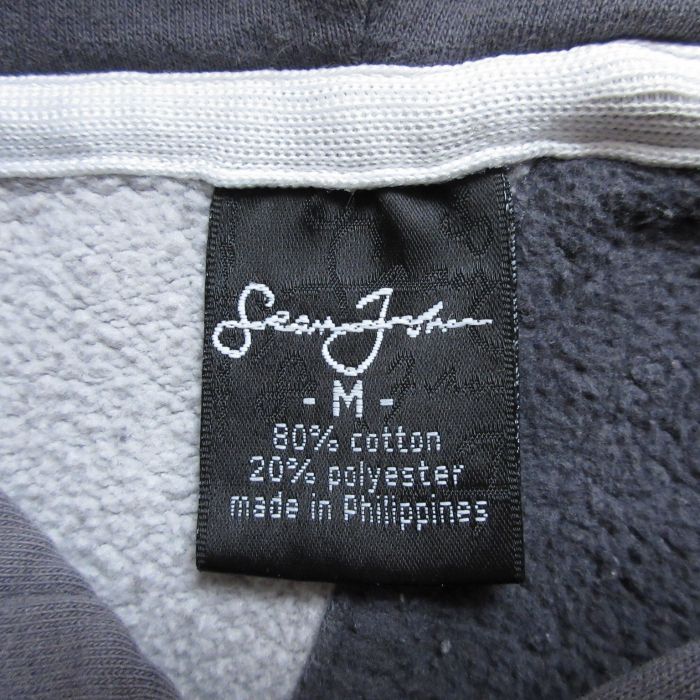 Sean John
- M -
80% cotton
20% polyester
made in Philippines